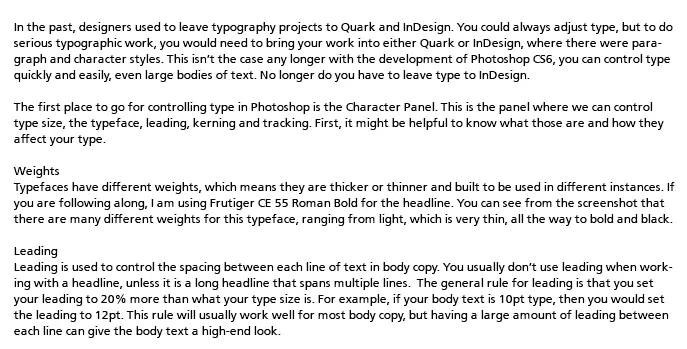 In the past, designers used to leave typography projects to Quark and InDesign. You could always adjust type, but to do
serious typographic work, you would need to bring your work into either Quark or InDesign, where there were para-
graph and character styles. This isn't the case any longer with the development of Photoshop CS6, you can control type
quickly and easily, even large bodies of text. No longer do you have to leave type to InDesign.

The first place to go for controlling type in Photoshop is the Character Panel. This is the panel where we can control
type size, the typeface, leading, kerning and tracking. First, it might be helpful to know what those are and how they
affect your type.

Weights
Typefaces have different weights, which means they are thicker or thinner and built to be used in different instances. If
you are following along, I am using Frutiger CE 55 Roman Bold for the headline. You can see from the screenshot that
there are many different weights for this typeface, ranging from light, which is very thin, all the way to bold and black.

Leading
Leading is used to control the spacing between each line of text in body copy. You usually don't use leading when work-
ing with a headline, unless it is a long headline that spans multiple lines.  The general rule for leading is that you set
your leading to 20% more than what your type size is. For example, if your body text is 10pt type, then you would set
the leading to 12pt. This rule will usually work well for most body copy, but having a large amount of leading between
each line can give the body text a high-end look.